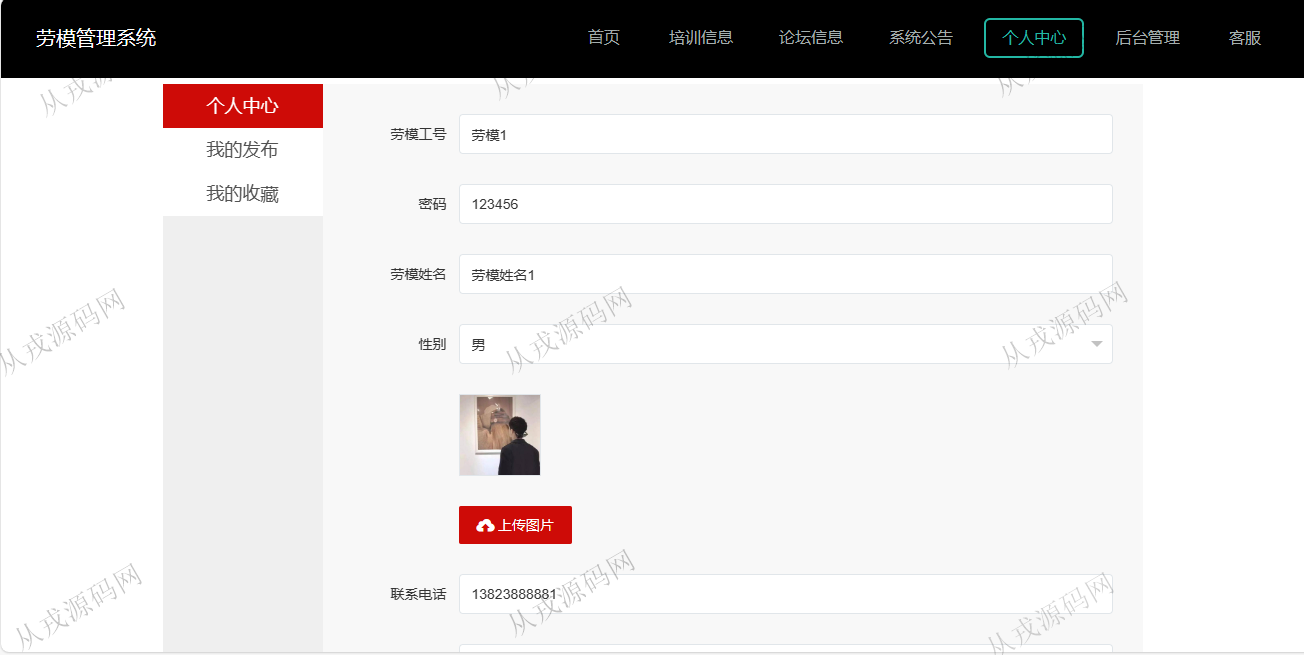 劳模管理系统
首页 培训信息 论坛信息 系统公告 个人中心 后台管理 客服
个人中心
我的发布
我的收藏
劳模工号 劳模1
密码 123456
劳模姓名 劳模姓名1
性别 男
上传图片
联系电话 13823888881
从戎源码网
从戎源码网
从戎源码网
从戎源码网
从戎源码网
从戎源码网